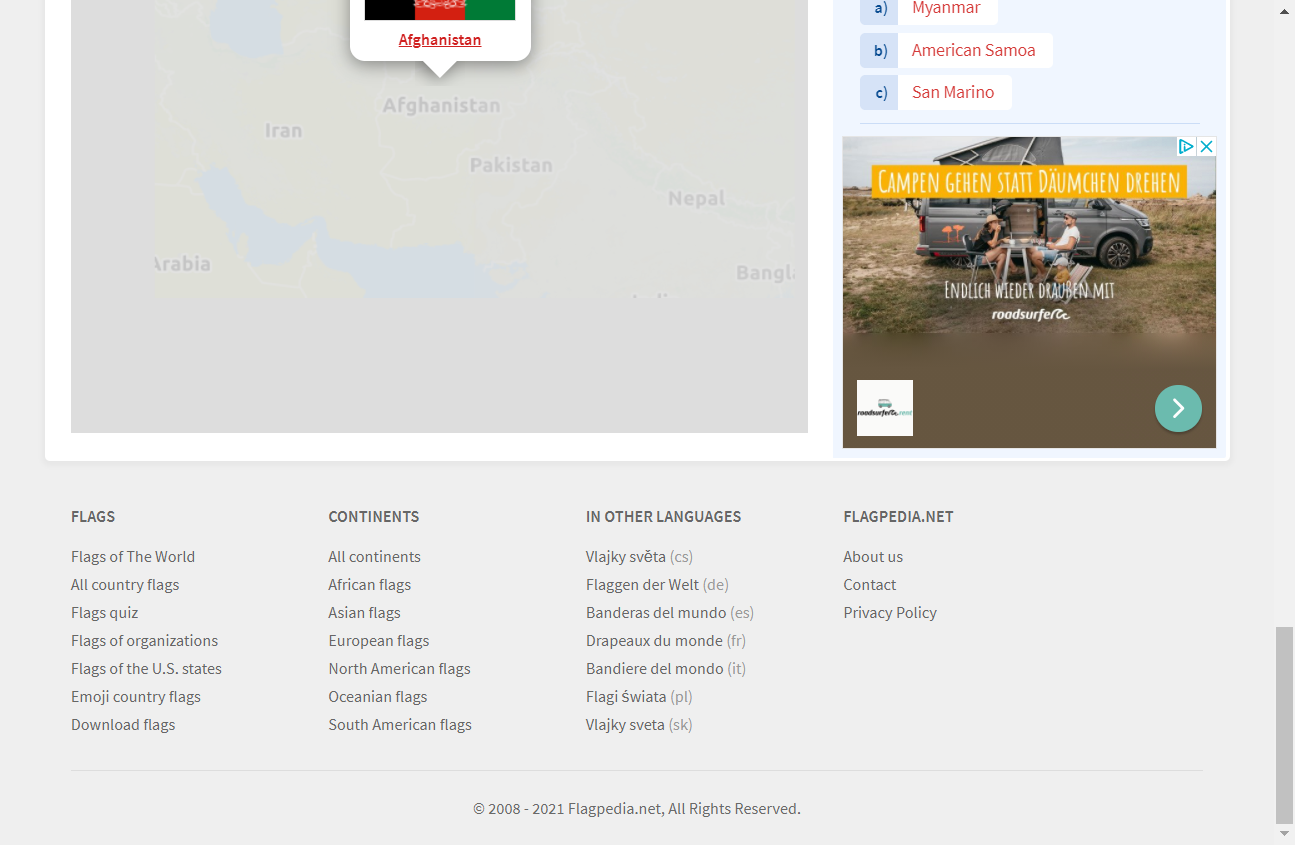 Afghanistan
Afghanistan
Iran
Pakistan
Nepal
Arabia
Bangl
a) Myanmar
b) American Samoa
c) San Marino
CAMPEN GEHEN STATT DÄUMCHEN DREHEN
ENDLICH WIEDER DRAUßEN MIT
roadsurfer
roadsurfer rent
FLAGS
Flags of The World
All country flags
Flags quiz
Flags of organizations
Flags of the U.S. states
Emoji country flags
Download flags
CONTINENTS
All continents
African flags
Asian flags
European flags
North American flags
Oceanian flags
South American flags
IN OTHER LANGUAGES
Vlajky světa (cs)
Flaggen der Welt (de)
Banderas del mundo (es)
Drapeaux du monde (fr)
Bandiere del mondo (it)
Flagi świata (pl)
Vlajky sveta (sk)
FLAGPEDIA.NET
About us
Contact
Privacy Policy
© 2008 - 2021 Flagpedia.net, All Rights Reserved.